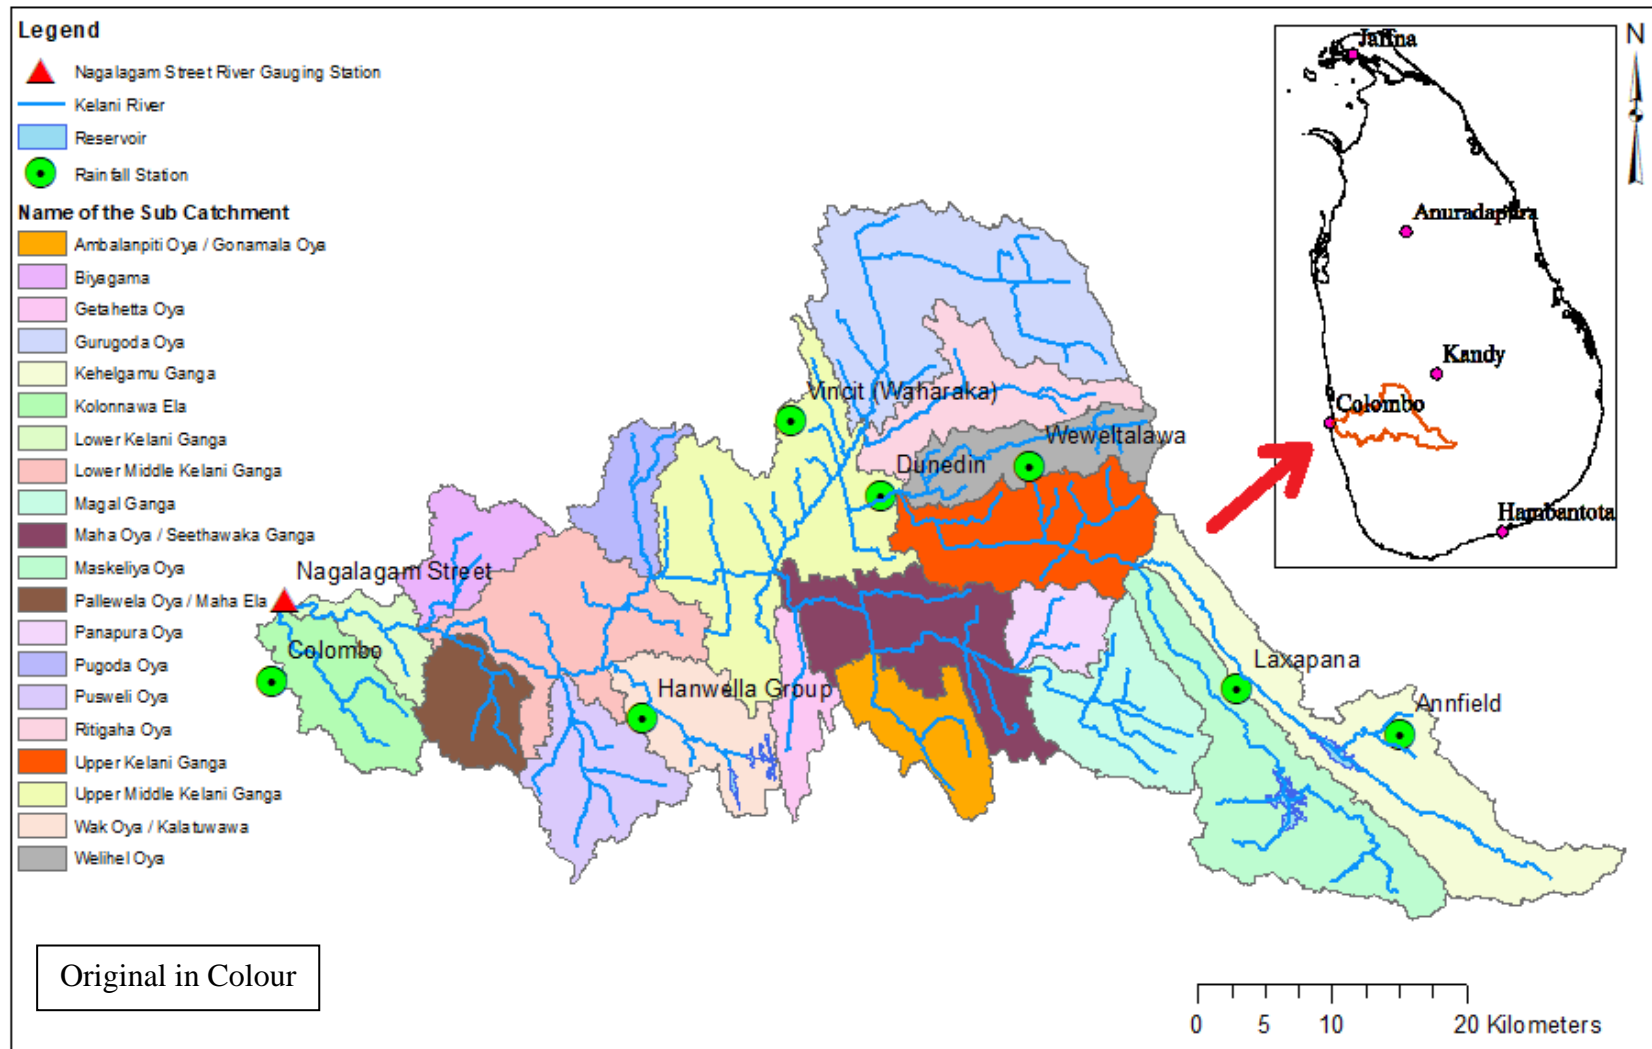 Legend
Nagalagam Street River Gauging Station
Kelani River
Reservoir
Rainfall Station
Name of the Sub Catchment
Ambalanpiti Oya / Gonamala Oya
Biyagama
Getahetta Oya
Gurugoda Oya
Kehelgamu Ganga
Kolonnawa Ela
Lower Kelani Ganga
Lower Middle Kelani Ganga
Magal Ganga
Maha Oya / Seethawaka Ganga
Maskeliya Oya
Pallewela Oya / Maha Ela
Panapura Oya
Pugoda Oya
Pusweli Oya
Ritigaha Oya
Upper Kelani Ganga
Upper Middle Kelani Ganga
Wak Oya / Kalatuwawa
Welihel Oya
Original in Colour
Vincit (Waharaka)
Weweltalawa
Dunedin
Nagalagam Street
Colombo
Hanwella Group
Laxapana
Annfield
Jaffna
Anuradapura
Kandy
Colombo
Hambantota
N
0 5 10 20 Kilometers